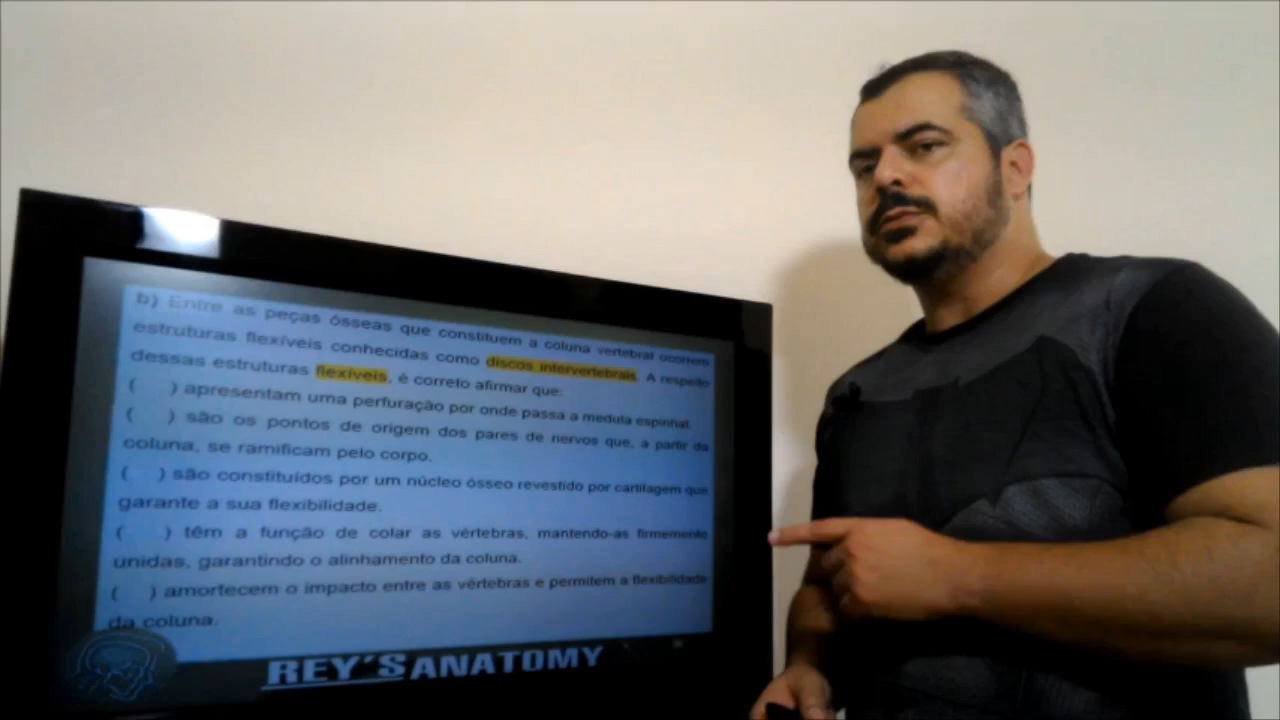 b) Entre as peças ósseas que constituem a coluna vertebral ocorrem
estruturas flexíveis conhecidas como discos intervertebrais. A respeito
dessas estruturas flexíveis, é correto afirmar que:
(    ) apresentam uma perfuração por onde passa a medula espinhal.
(    ) são os pontos de origem dos pares de nervos que, a partir da
coluna, se ramificam pelo corpo.
(    ) são constituídos por um núcleo ósseo revestido por cartilagem que
garante a sua flexibilidade.
(    ) têm a função de colar as vértebras, mantendo-as firmemente
unidas, garantindo o alinhamento da coluna.
(    ) amortecem o impacto entre as vértebras e permitem a flexibilidade
da coluna.
REY'S ANATOMY